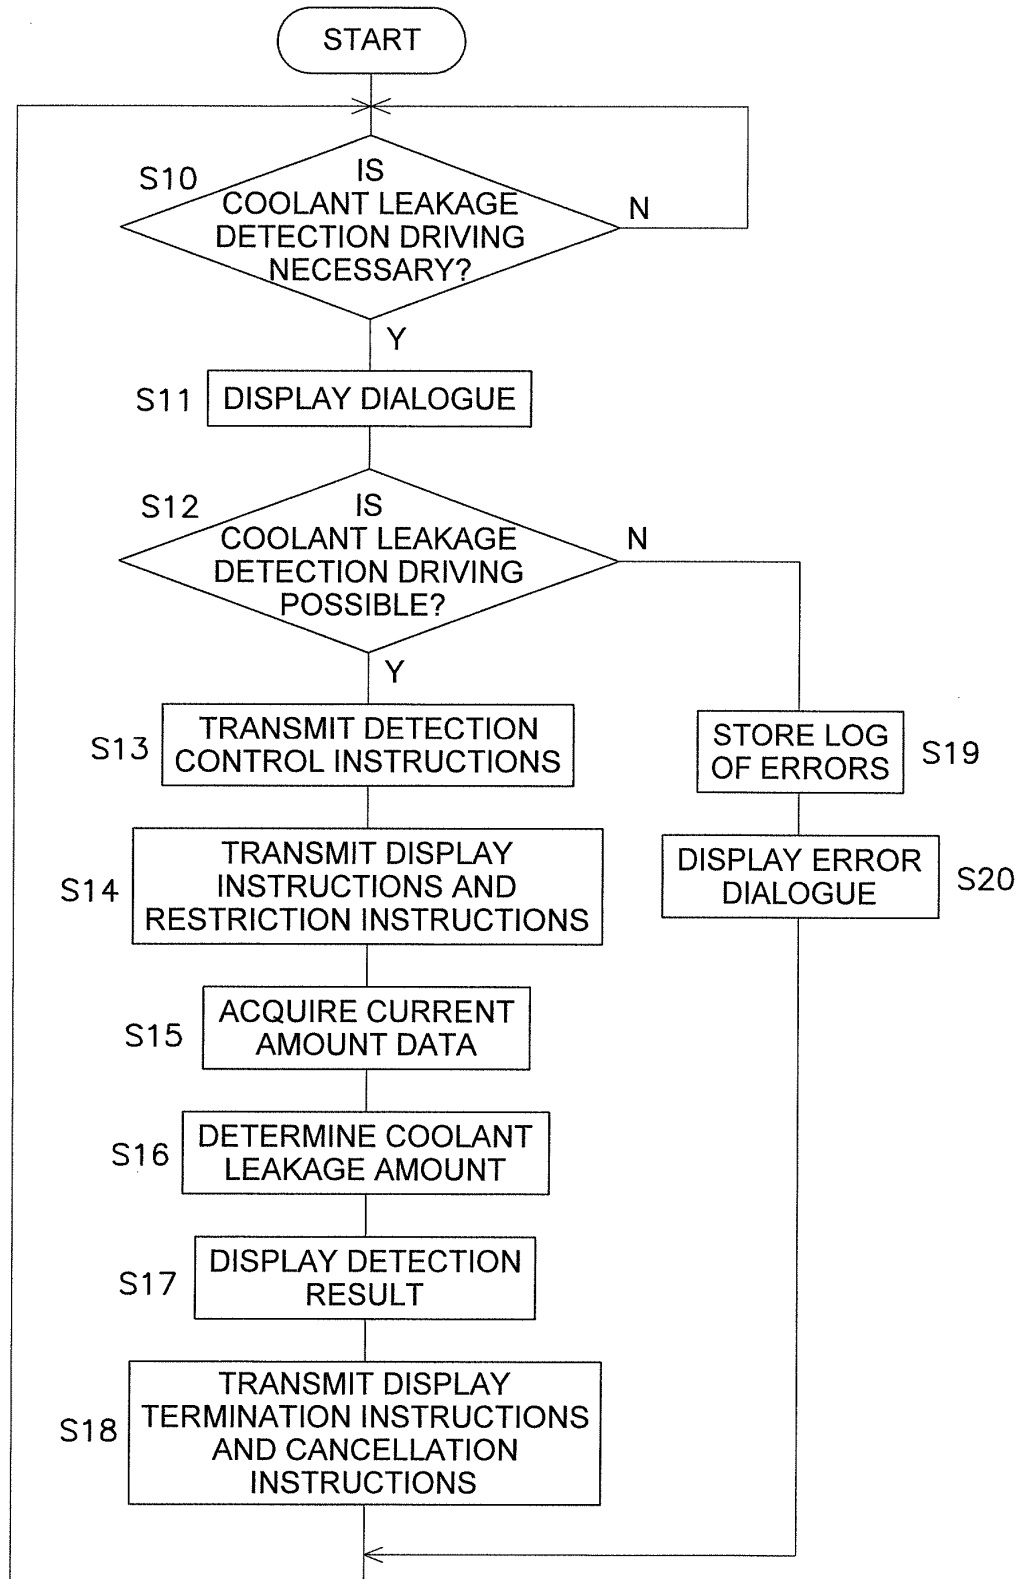 START
S10
IS
COOLANT LEAKAGE
DETECTION DRIVING
NECESSARY?
N
Y
S11
DISPLAY DIALOGUE
S12
IS
COOLANT LEAKAGE
DETECTION DRIVING
POSSIBLE?
N
Y
S13
TRANSMIT DETECTION
CONTROL INSTRUCTIONS
STORE LOG
OF ERRORS
S19
S14
TRANSMIT DISPLAY
INSTRUCTIONS AND
RESTRICTION INSTRUCTIONS
DISPLAY ERROR
DIALOGUE
S20
S15
ACQUIRE CURRENT
AMOUNT DATA
S16
DETERMINE COOLANT
LEAKAGE AMOUNT
S17
DISPLAY DETECTION
RESULT
S18
TRANSMIT DISPLAY
TERMINATION INSTRUCTIONS
AND CANCELLATION
INSTRUCTIONS